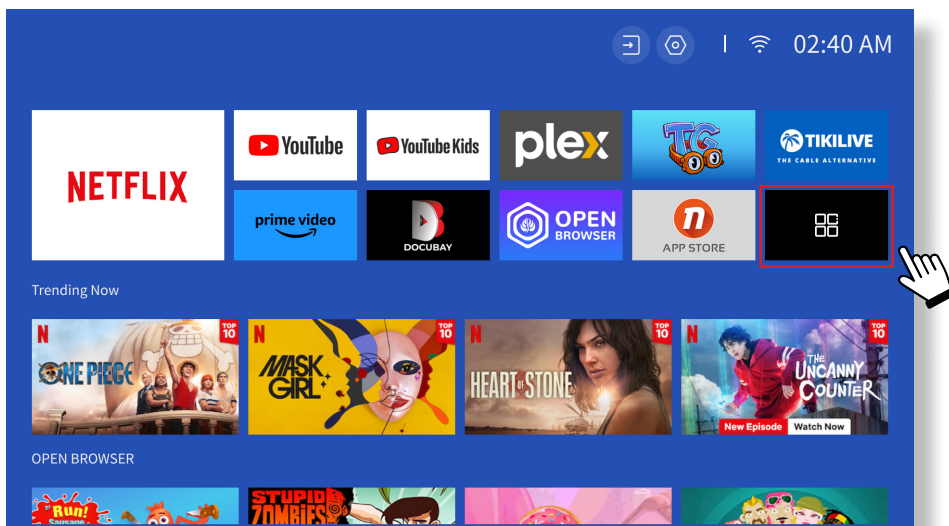 02:40 AM
NETFLIX
YouTube
YouTube Kids
plex
TG
TIKILIVE
THE CABLE ALTERNATIVE
prime video
DOCUBAY
OPEN
BROWSER
n
APP STORE
Trending Now
N
TOP
10
ONE PIECE
N
TOP
10
MASK
GIRL
N
TOP
10
HEART OF STONE
N
TOP
10
THE
UNCANNY
COUNTER
New Episode
Watch Now
OPEN BROWSER
Run!
Sausage
STUPID
ZOMBIES